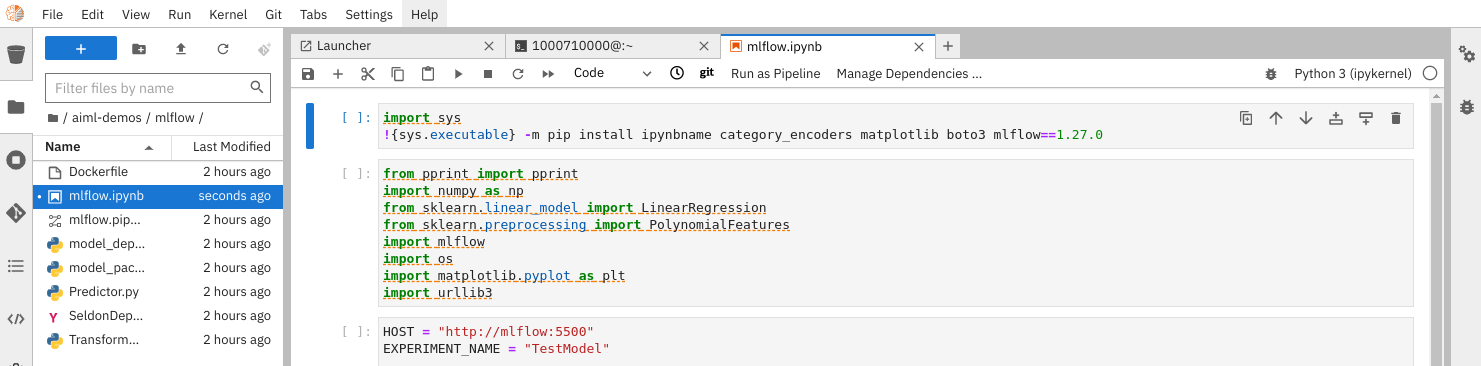 File Edit View Run Kernel Git Tabs Settings Help
Filter files by name
/ aiml-demos / mlflow /
Name Last Modified
Dockerfile 2 hours ago
mlflow.ipynb seconds ago
mlflow.pip... 2 hours ago
model_dep... 2 hours ago
model_pac... 2 hours ago
Predictor.py 2 hours ago
SeldonDep... 2 hours ago
Transform... 2 hours ago
Launcher 1000710000@:~ mlflow.ipynb
Code git Run as Pipeline Manage Dependencies ... Python 3 (ipykernel)
[ ]: import sys
!{sys.executable} -m pip install ipynbname category_encoders matplotlib boto3 mlflow==1.27.0
[ ]: from pprint import pprint
import numpy as np
from sklearn.linear_model import LinearRegression
from sklearn.preprocessing import PolynomialFeatures
import mlflow
import os
import matplotlib.pyplot as plt
import urllib3
[ ]: HOST = "http://mlflow:5500"
EXPERIMENT_NAME = "TestModel"